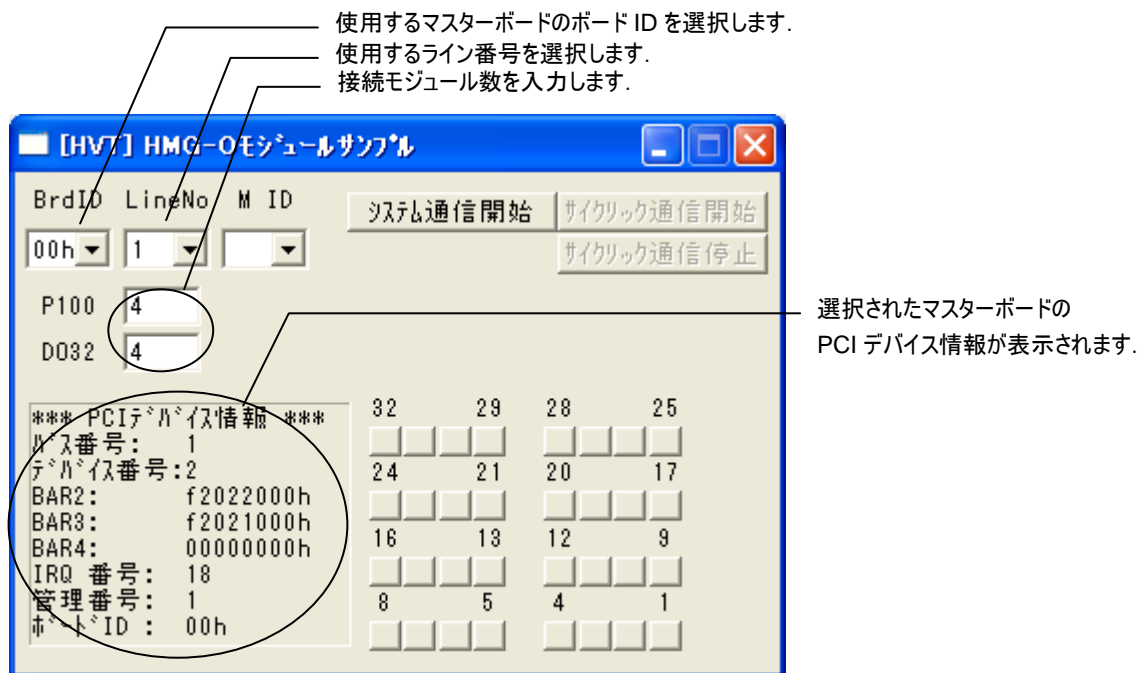 使用するマスターボードのボード ID を選択します.
使用するライン番号を選択します.
接続モジュール数を入力します.
[HVT] HMG-Oﾓｼﾞｭｰﾙｻﾝﾌﾟﾙ
BrdID LineNo M ID
ｼｽﾃﾑ通信開始 ｻｲｸﾘｯｸ通信開始
00h 1
ｻｲｸﾘｯｸ通信停止
P100 4
DO32 4
選択されたマスターボードの
PCI デバイス情報が表示されます.
*** PCIﾃﾞﾊﾞｲｽ情報 ***
ﾊﾞｽ番号: 1
ﾃﾞﾊﾞｲｽ番号:2
BAR2: f2022000h
BAR3: f2021000h
BAR4: 00000000h
IRQ 番号: 18
管理番号: 1
ﾎﾞｰﾄﾞID : 00h
32 29 28 25
24 21 20 17
16 13 12 9
8 5 4 1